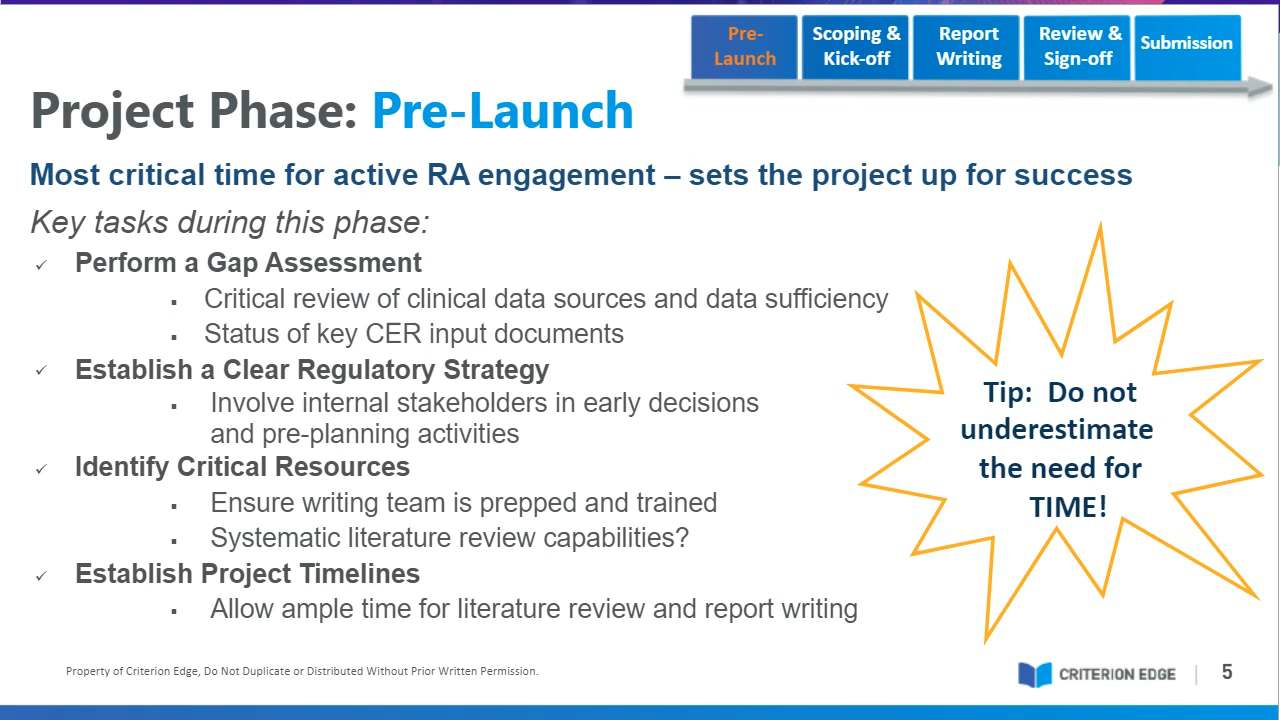 Pre-
Launch
Scoping &
Kick-off
Report
Writing
Review &
Sign-off
Submission
Project Phase: Pre-Launch
Most critical time for active RA engagement – sets the project up for success
Key tasks during this phase:
✓ Perform a Gap Assessment
▪ Critical review of clinical data sources and data sufficiency
▪ Status of key CER input documents
✓ Establish a Clear Regulatory Strategy
▪ Involve internal stakeholders in early decisions
and pre-planning activities
✓ Identify Critical Resources
▪ Ensure writing team is prepped and trained
▪ Systematic literature review capabilities?
✓ Establish Project Timelines
▪ Allow ample time for literature review and report writing
Tip: Do not
underestimate
the need for
TIME!
Property of Criterion Edge, Do Not Duplicate or Distributed Without Prior Written Permission.
CRITERION EDGE | 5